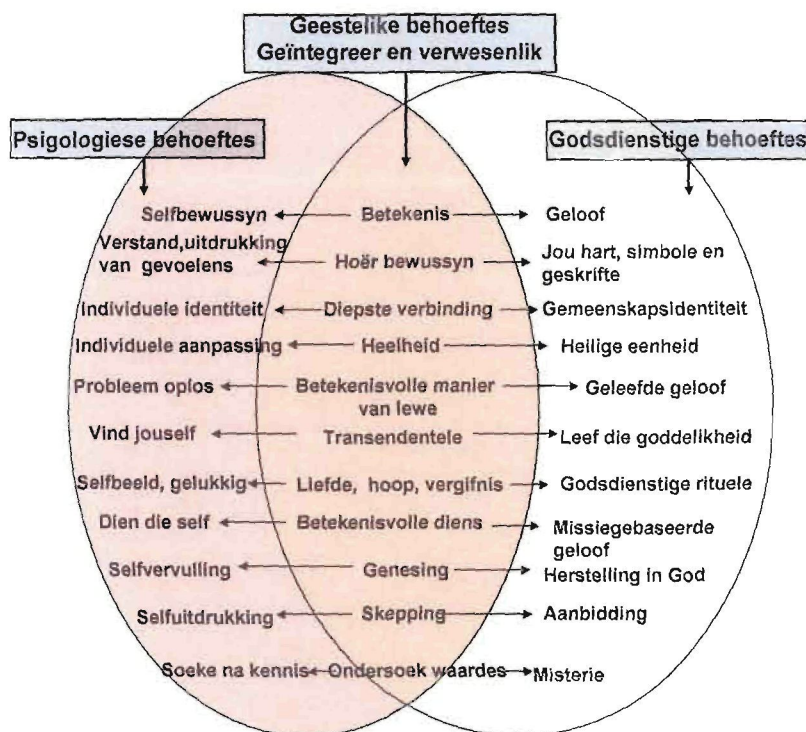 Geestelike behoeftes
Geïntegreer en verwesenlik
Psigologiese behoeftes
Godsdienstige behoeftes
Selfbewussyn Betekenis Geloof
Verstand,uitdrukking
van gevoelens Hoër bewussyn Jou hart, simbole en
geskrifte
Individuele identiteit Diepste verbinding Gemeenskapsidentiteit
Individuele aanpassing Heelheid Heilige eenheid
Probleem oplos Betekenisvolle manier Geleefde geloof
van lewe
Vind jouself Transendentele Leef die goddelikheid
Selfbeeld, gelukkig Liefde, hoop, vergifnis Godsdienstige rituele
Dien die self Betekenisvolle diens Missiegebaseerde
geloof
Selfvervulling Genesing Herstelling in God
Selfuitdrukking Skepping Aanbidding
Soeke na kennis Ondersoek waardes Misterie